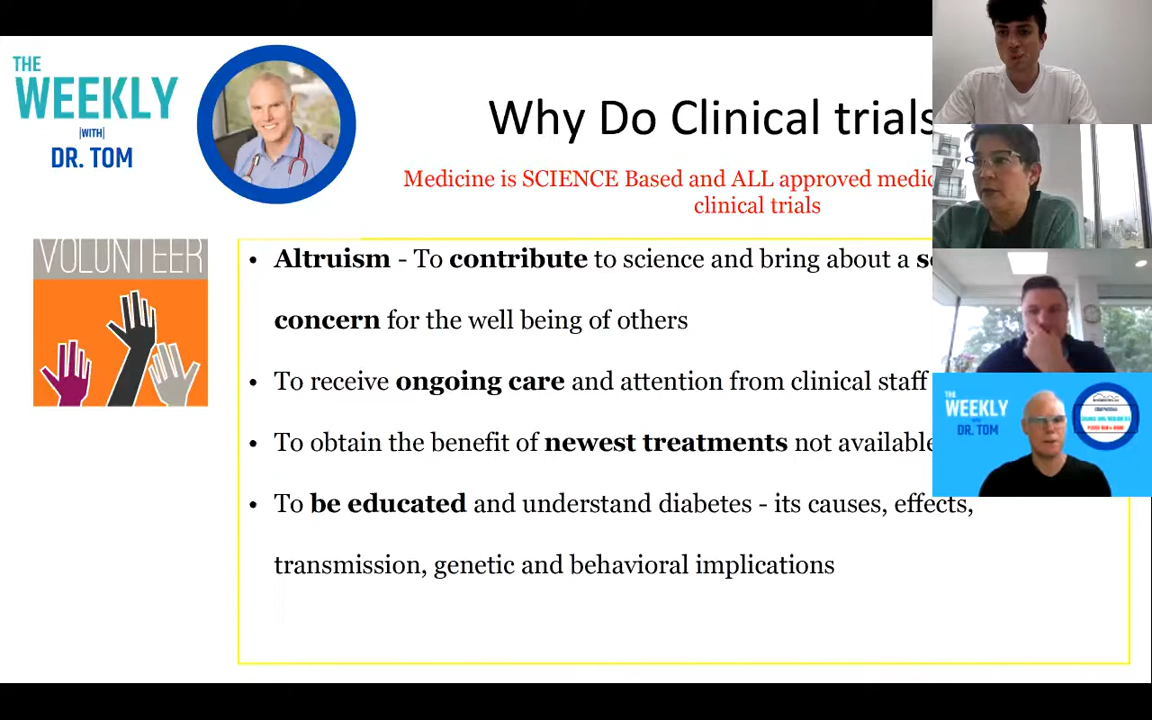 THE
WEEKLY
|WITH|
DR. TOM
Why Do Clinical trials
Medicine is SCIENCE Based and ALL approved
clinical trials
VOLUNTEER
• Altruism - To contribute to science and bring about a
concern for the well being of others
• To receive ongoing care and attention from clinical staff
• To obtain the benefit of newest treatments not available
• To be educated and understand diabetes - its causes, effects,
transmission, genetic and behavioral implications
THE
WEEKLY
DR. TOM